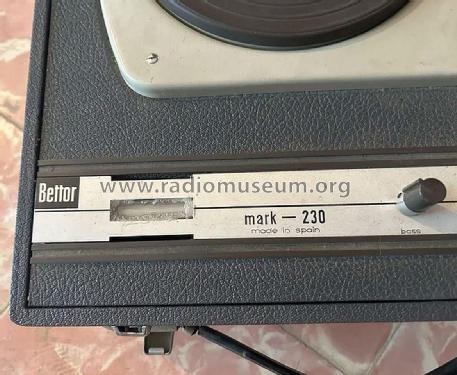 Bettor
www.radiomuseum.org
mark — 230
made in spain
bass